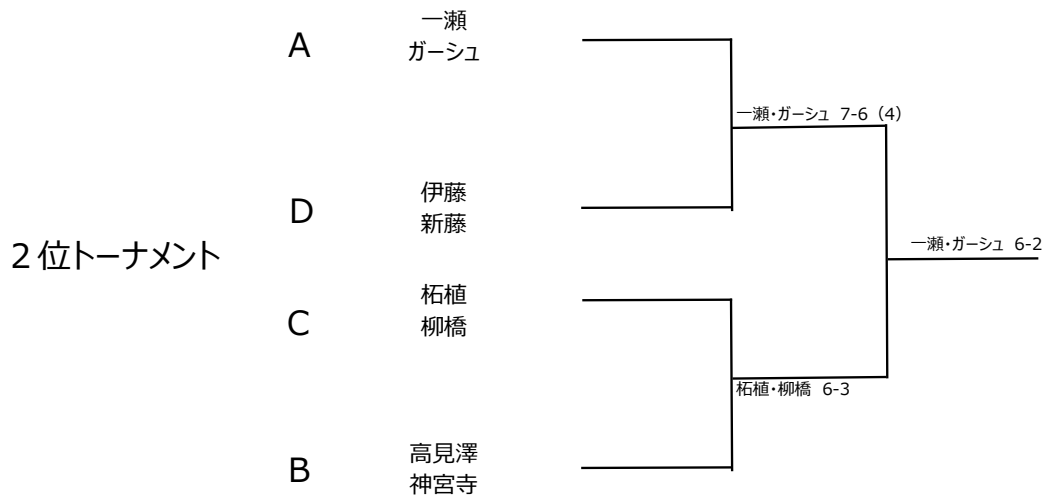 A
一瀬
ガーシュ
一瀬・ガーシュ 7-6（4）
D
伊藤
新藤
２位トーナメント
一瀬・ガーシュ 6-2
C
柘植
柳橋
柘植・柳橋 6-3
B
高見澤
神宮寺